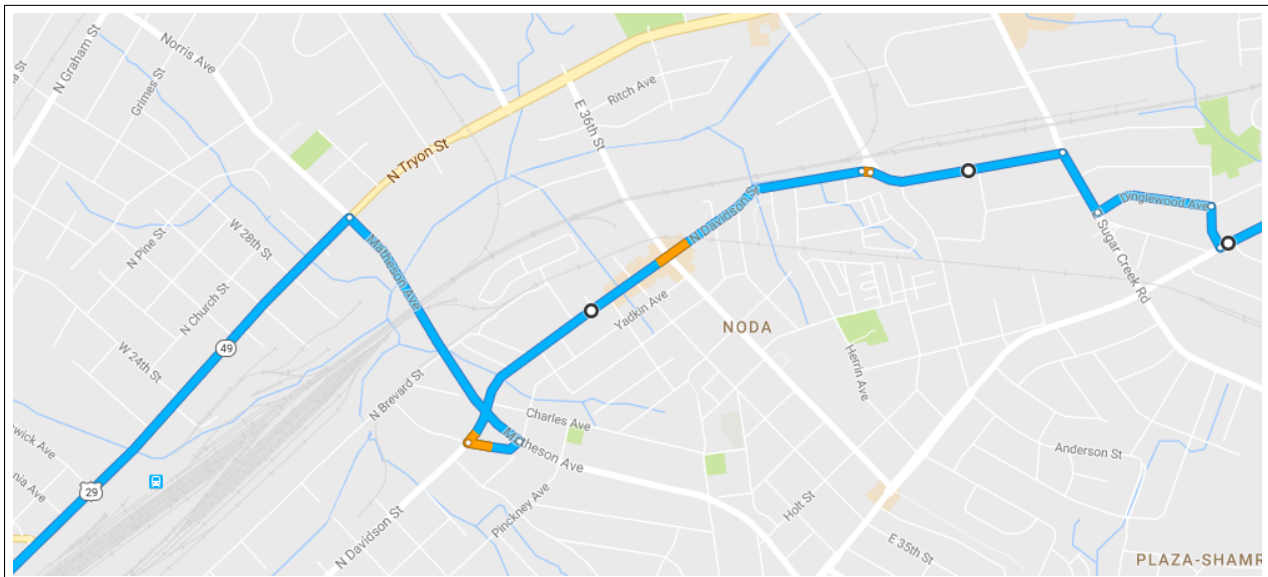 N Graham St
Norris Ave
Grimes St
Ritch Ave
E 36th St
N Tryon St
N Davidson St
Tynglewood Ave
W 28th St
N Pine St
Matheson Ave
Sugar Creek Rd
N Church St
Yadkin Ave
NODA
49
W 24th St
Herrin Ave
N Brevard St
Charles Ave
Matheson Ave
Anderson St
29
Pinckney Ave
Holt St
N Davidson St
E 35th St
PLAZA-SHAMR